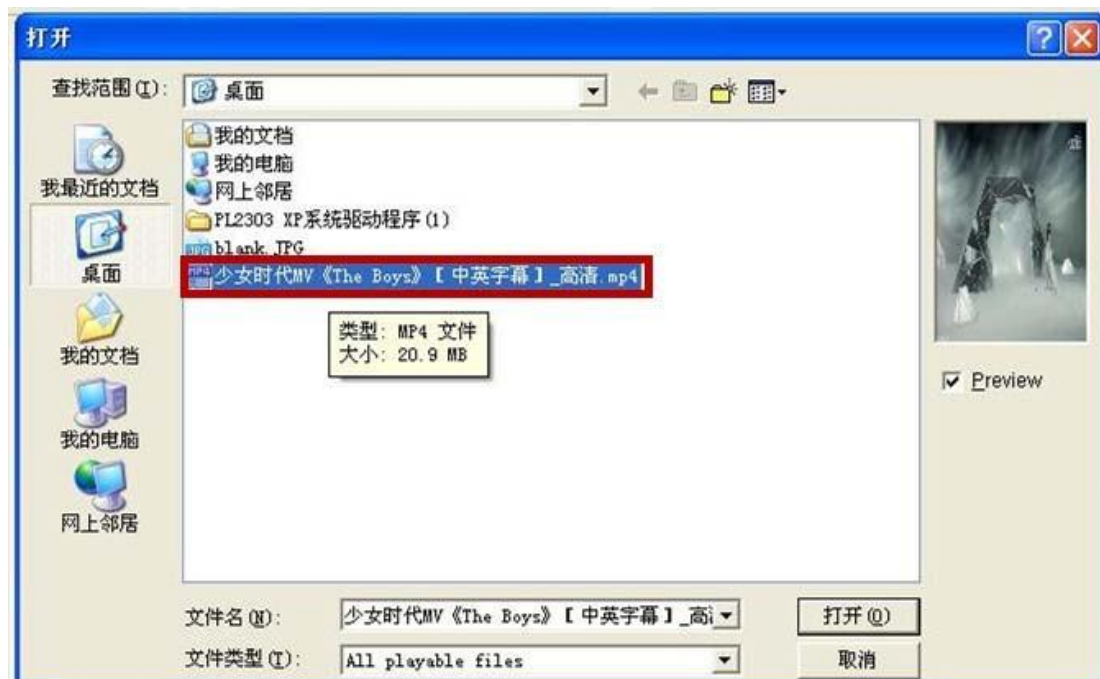 打开
查找范围(I):
桌面
我最近的文档
桌面
我的文档
我的电脑
网上邻居
我的文档
我的电脑
网上邻居
PL2303 XP系统驱动程序(1)
blank.JPG
少女时代MV《The Boys》【中英字幕】_高清.mp4
类型: MP4 文件
大小: 20.9 MB
Preview
文件名(N):
少女时代MV《The Boys》【中英字幕】_高
打开(O)
文件类型(T):
All playable files
取消